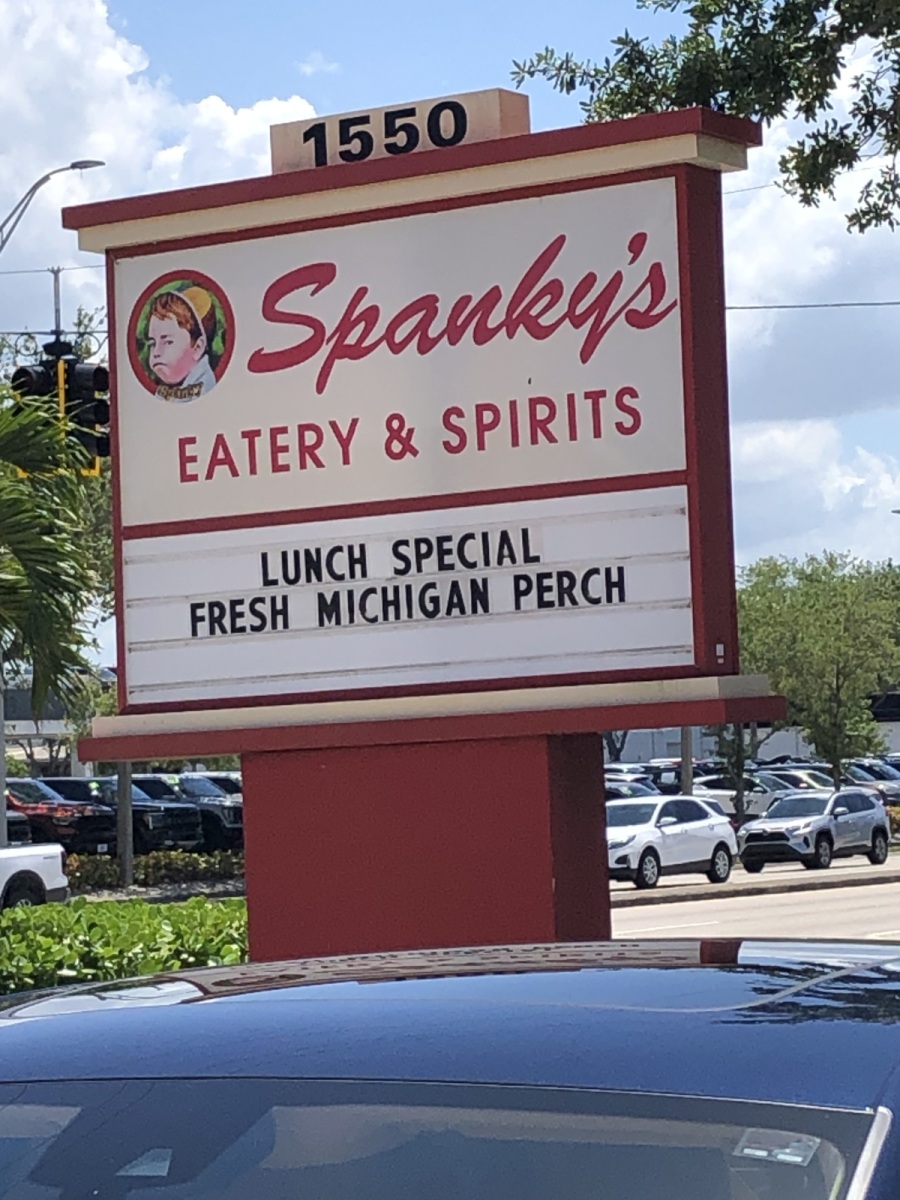 1550
Spanky's
EATERY & SPIRITS
LUNCH SPECIAL
FRESH MICHIGAN PERCH